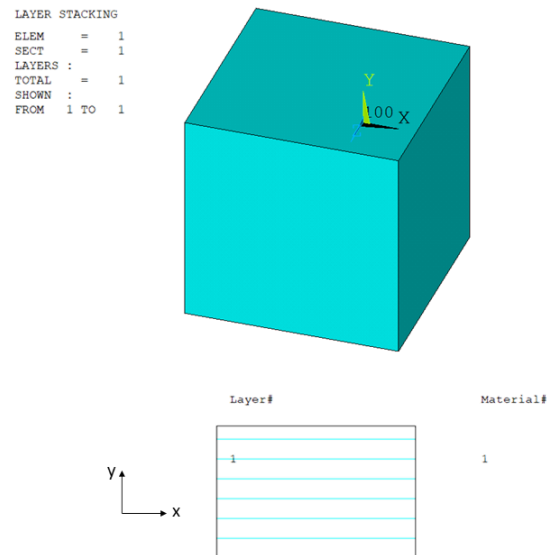 LAYER STACKING
ELEM = 1
SECT = 1
LAYERS :
TOTAL = 1
SHOWN :
FROM 1 TO 1
Y
100 X
Layer# Material#
1 1
y
x